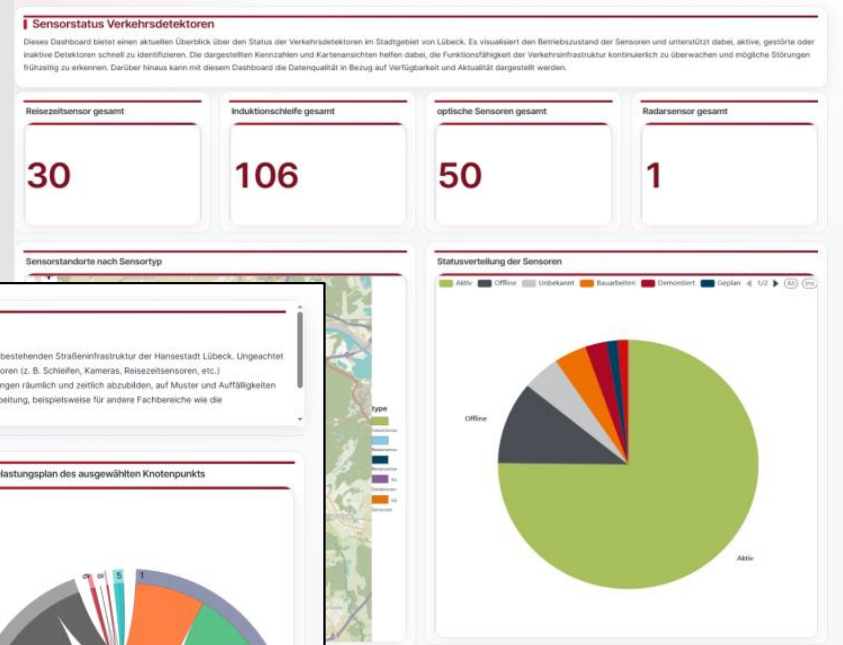 Sensorstatus Verkehrsdetektoren
Dieses Dashboard bietet einen aktuellen Überblick über den Status der Verkehrsdetektoren im Stadtgebiet von Lübeck. Es visualisiert den Betriebszustand der Sensoren und unterstützt dabei, aktive, gestörte oder
inaktive Detektoren schnell zu identifizieren. Die dargestellten Kennzahlen und Kartenansichten helfen dabei, die Funktionsfähigkeit der Verkehrsinfrastruktur kontinuierlich zu überwachen und mögliche Störungen
frühzeitig zu erkennen. Darüber hinaus kann mit diesem Dashboard die Datenqualität in Bezug auf Verfügbarkeit und Aktualität dargestellt werden.
Reisezeitsensor gesamt
30
Induktionschleife gesamt
106
optische Sensoren gesamt
50
Radarsensor gesamt
1
Sensorstandorte nach Sensortyp
type
Statusverteilung der Sensoren
Aktiv Offline Unbekannt Bauarbeiten Demontiert Geplan 1/2 All Inv
Offline
Aktiv
bestehenden Straßeninfrastruktur der Hansestadt Lübeck. Ungeachtet
oren (z. B. Schleifen, Kameras, Reisezeitsensoren, etc.)
ngen räumlich und zeitlich abzubilden, auf Muster und Auffälligkeiten
beitung, beispielsweise für andere Fachbereiche wie die
lastungsplan des ausgewählten Knotenpunkts
5 1